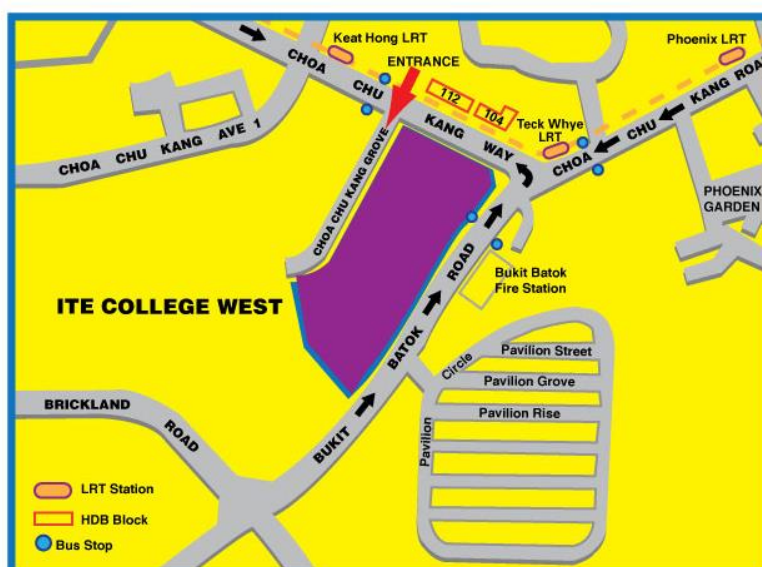 Keat Hong LRT
Phoenix LRT
ENTRANCE
CHOA CHU KANG WAY
112
104
Teck Whye
LRT
CHOA CHU KANG ROAD
CHOA CHU KANG AVE 1
CHOA CHU KANG GROVE
PHOENIX
GARDEN
ITE COLLEGE WEST
BUKIT BATOK ROAD
Bukit Batok
Fire Station
Pavilion Circle
Pavilion Street
Pavilion Grove
Pavilion Rise
BRICKLAND ROAD
LRT Station
HDB Block
Bus Stop